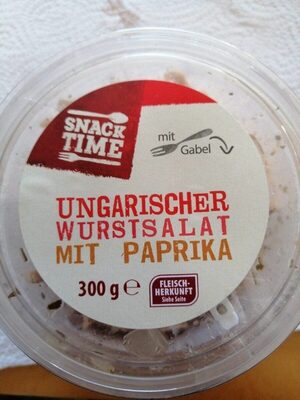 SNACK
TIME
mit
Gabel
UNGARISCHER
WURSTSALAT
MIT PAPRIKA
300 g ℮
FLEISCH-
HERKUNFT
Siehe Seite